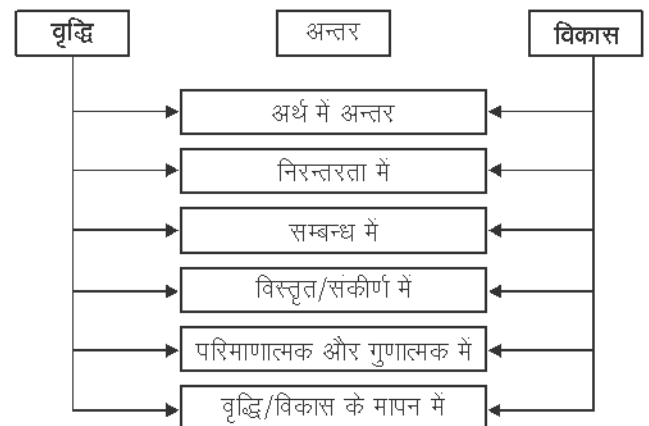 वृद्धि
अन्तर
विकास
अर्थ में अन्तर
निरन्तरता में
सम्बन्ध में
विस्तृत/संकीर्ण में
परिमाणात्मक और गुणात्मक में
वृद्धि/विकास के मापन में